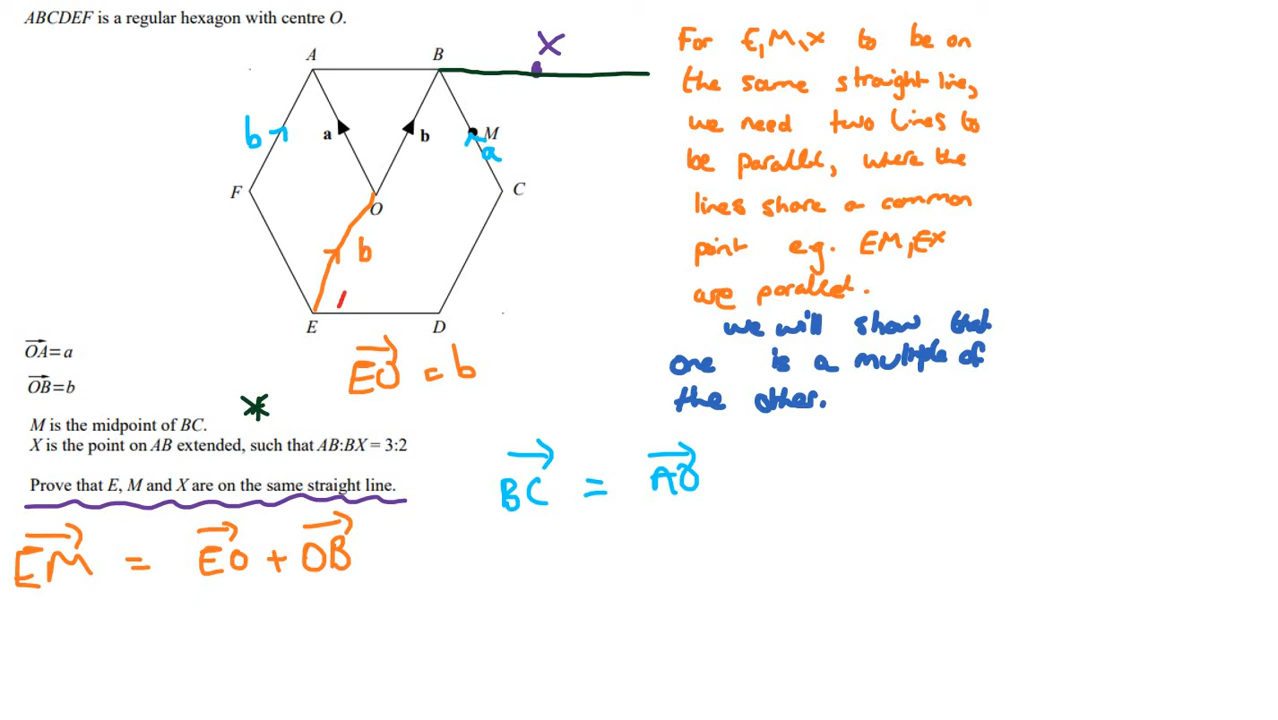 ABCDEF is a regular hexagon with centre O.
A
B
X
b
a
b
M
a
F
O
C
b
E
D
For E, M, X to be on
the same straight line,
we need two lines to
be parallel, where the
lines share a common
point e.g. EM, EX
are parallel.
we will show that
one is a multiple of
the other.
OA=a
OB=b
EO = b
*
M is the midpoint of BC.
X is the point on AB extended, such that AB:BX = 3:2
Prove that E, M and X are on the same straight line.
BC = AO
EM = EO + OB